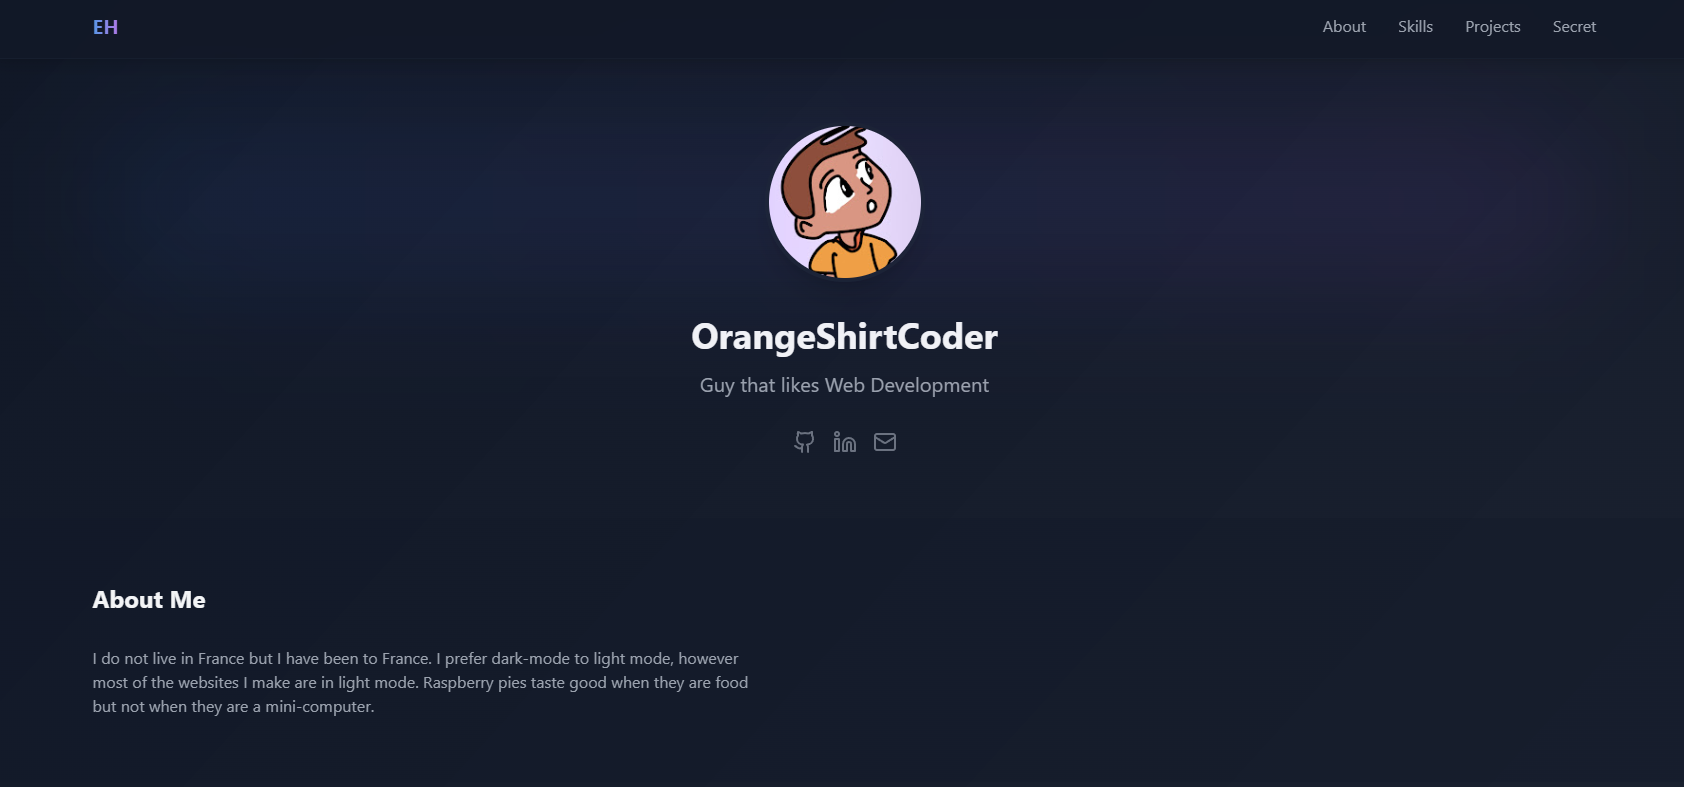 EH
About
Skills
Projects
Secret
OrangeShirtCoder
Guy that likes Web Development
About Me
I do not live in France but I have been to France. I prefer dark-mode to light mode, however
most of the websites I make are in light mode. Raspberry pies taste good when they are food
but not when they are a mini-computer.